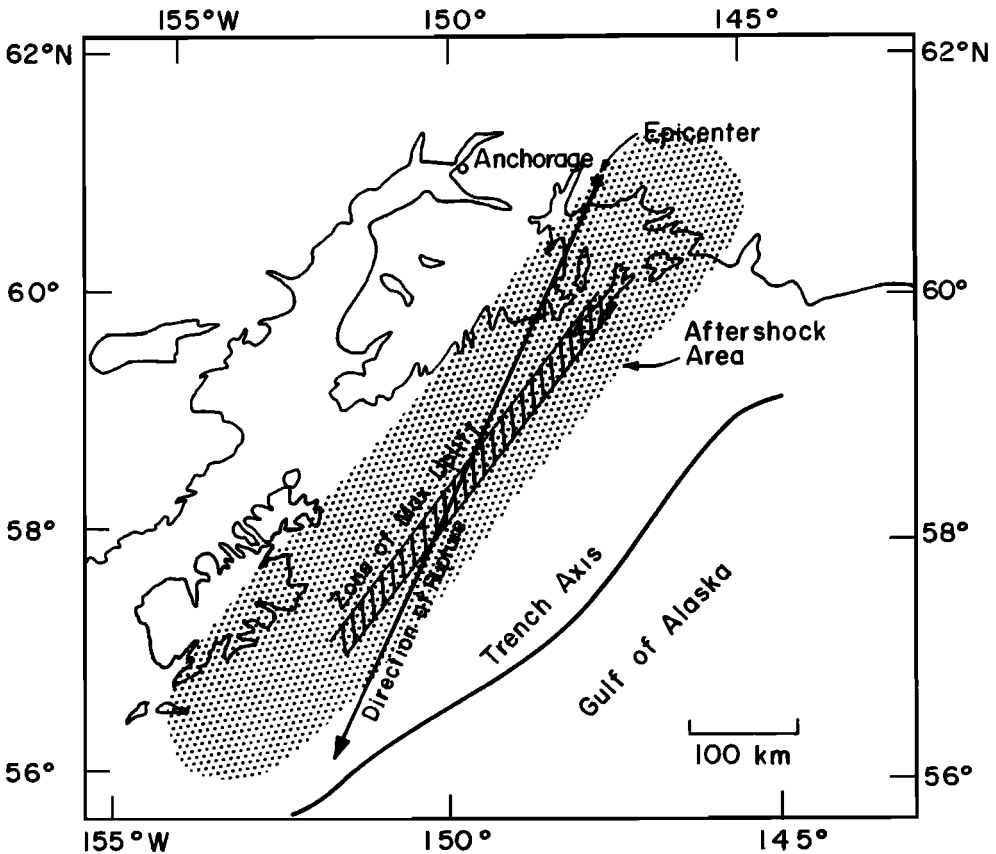 155°W 150° 145°
62°N 62°N
Epicenter
Anchorage
60° 60°
Aftershock
Area
Zone of Max Uplift
58° 58°
Direction of Rupture
Trench Axis
Gulf of Alaska
100 km
56° 56°
155°W 150° 145°